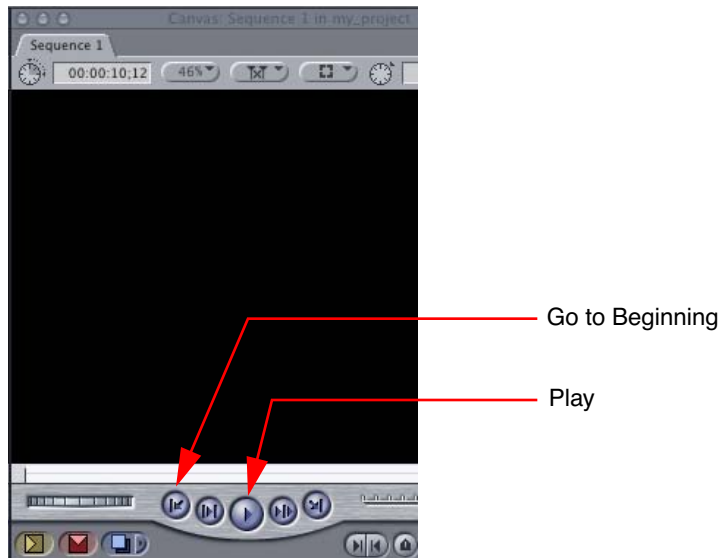 Canvas: Sequence 1 in my_project
Sequence 1
00:00:10;12 46%
Go to Beginning
Play